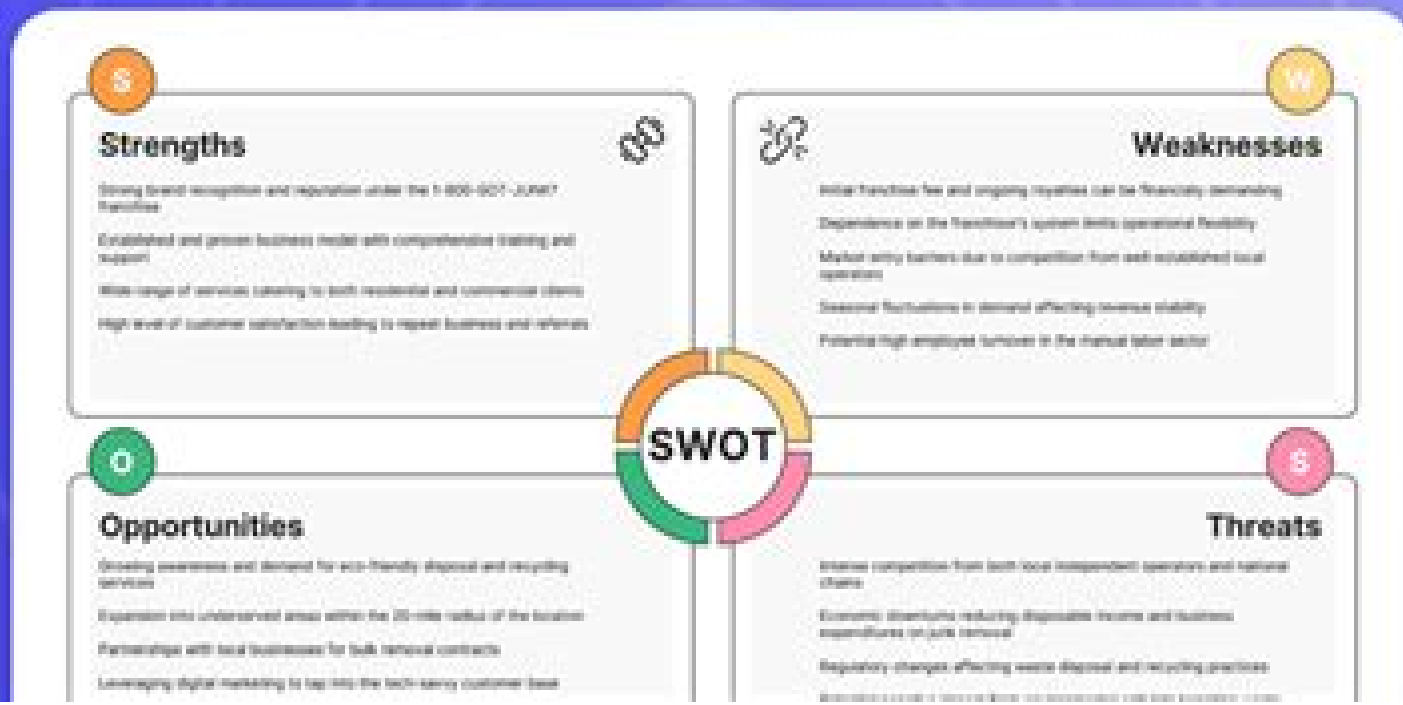 S
Strengths
Strong brand recognition and reputation under the 1-800-GOT-JUNK?
franchise
Established and proven business model with comprehensive training and
support
Wide range of services catering to both residential and commercial clients
High level of customer satisfaction leading to repeat business and referrals
W
Weaknesses
Initial franchise fee and ongoing royalties can be financially demanding
Dependence on the franchisor's system limits operational flexibility
Market entry barriers due to competition from well-established local
operators
Seasonal fluctuations in demand affecting revenue stability
Potential high employee turnover in the manual labor sector
SWOT
O
Opportunities
Growing awareness and demand for eco-friendly disposal and recycling
services
Expansion into underserved areas within the 20-mile radius of the location
Partnerships with local businesses for bulk removal contracts
Leveraging digital marketing to tap into the tech-savvy customer base
S
Threats
Intense competition from both local independent operators and national
chains
Economic downturns reducing disposable income and business
expenditures on junk removal
Regulatory changes affecting waste disposal and recycling practices